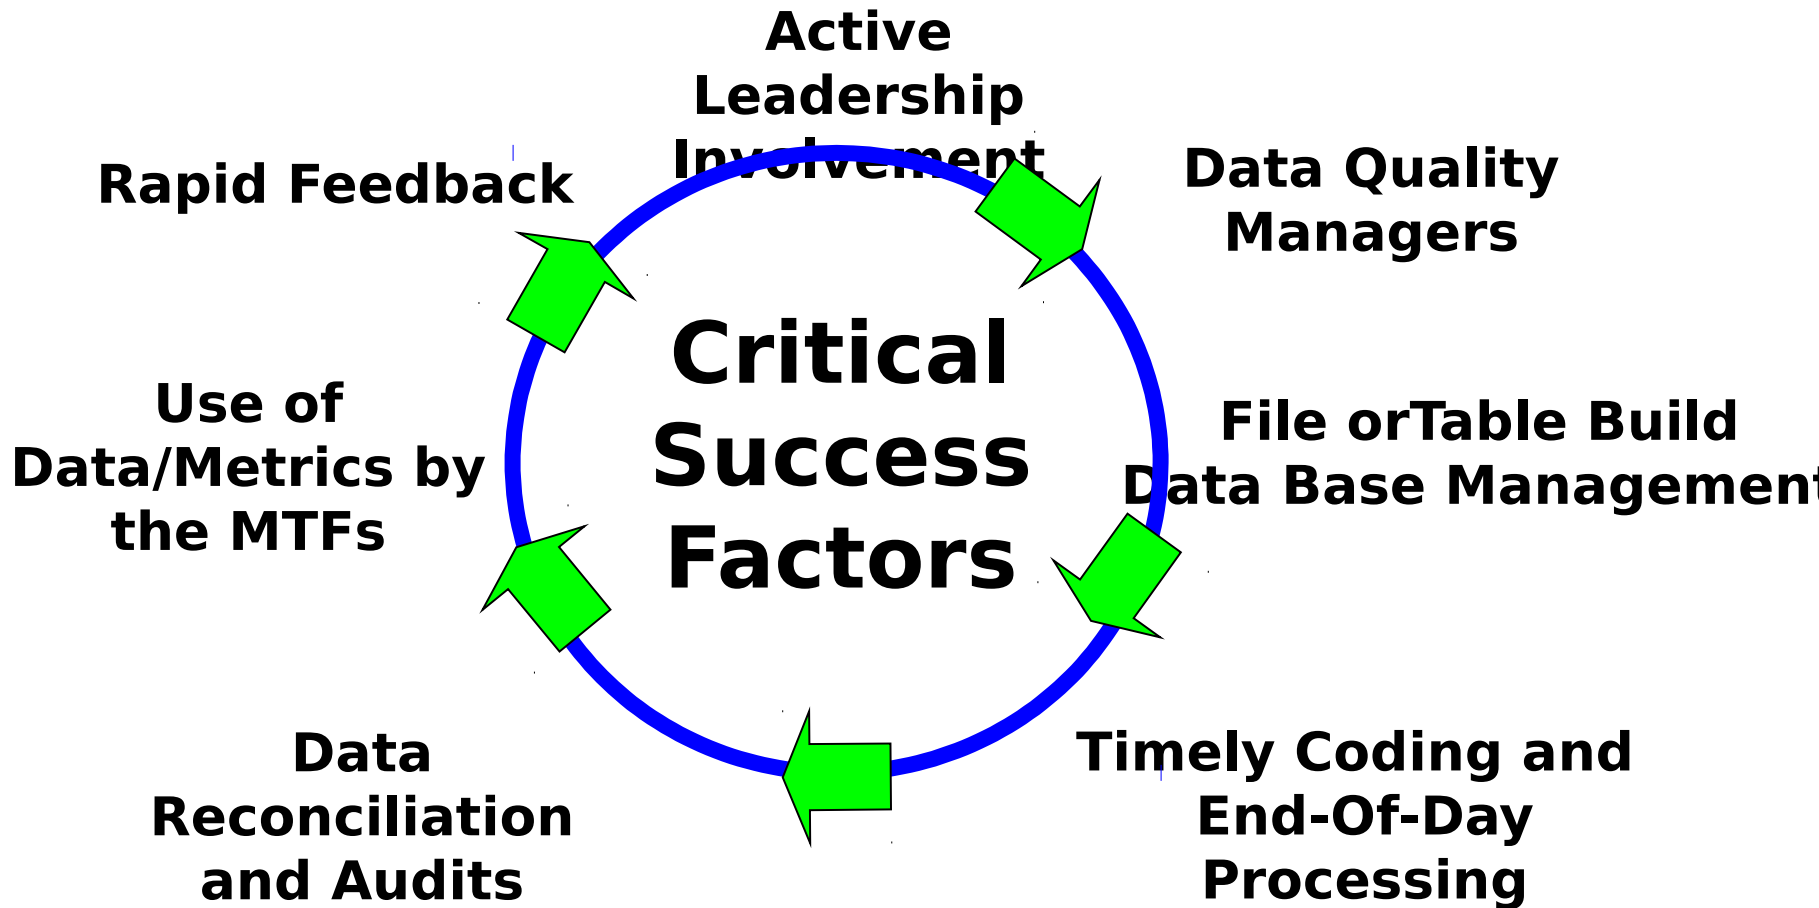 Active
Leadership
Involvement
Rapid Feedback
Data Quality
Managers
Critical
Success
Factors
Use of
Data/Metrics by
the MTFs
File orTable Build
Data Base Management
Data
Reconciliation
and Audits
Timely Coding and
End-Of-Day
Processing